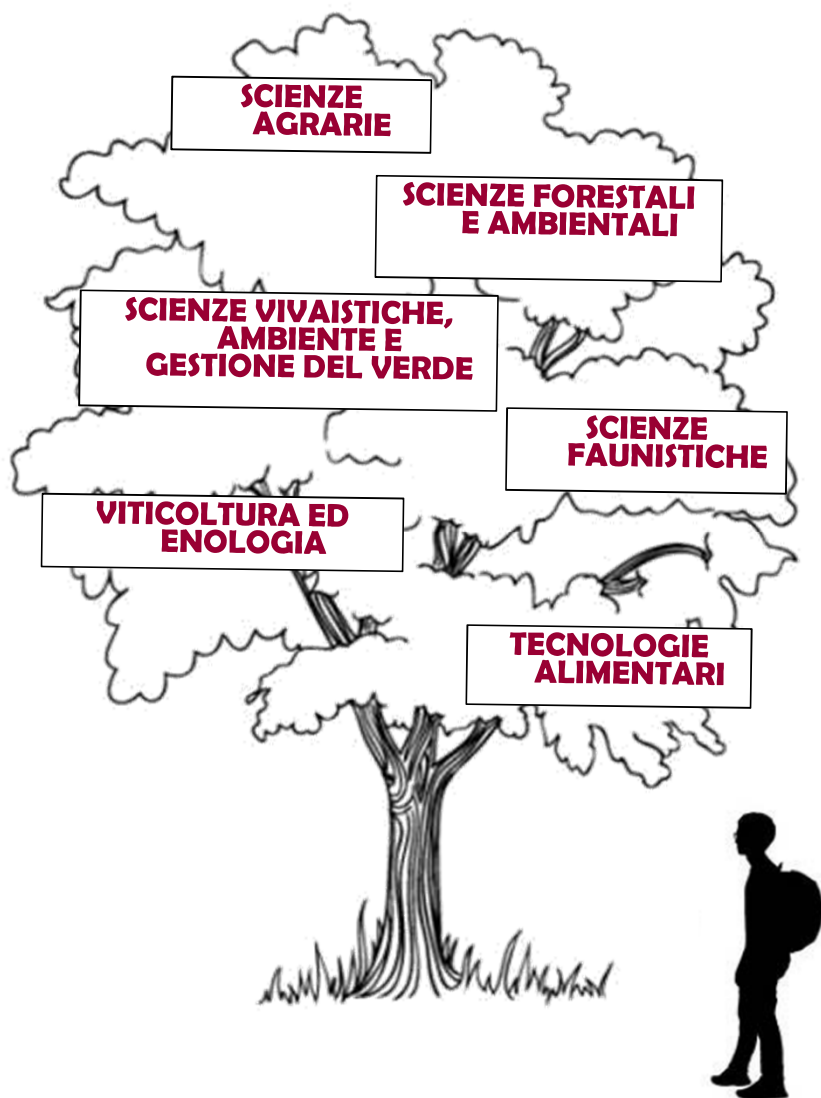 SCIENZE
AGRARIE
SCIENZE FORESTALI
E AMBIENTALI
SCIENZE VIVAISTICHE,
AMBIENTE E
GESTIONE DEL VERDE
SCIENZE
FAUNISTICHE
VITICOLTURA ED
ENOLOGIA
TECNOLOGIE
ALIMENTARI